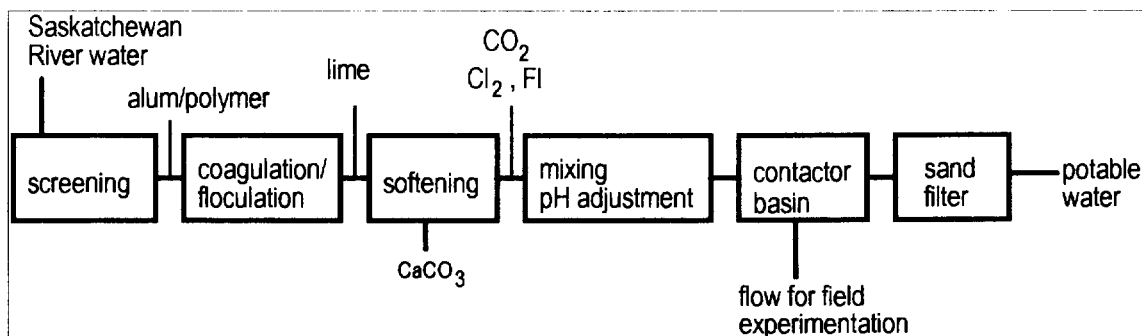 Saskatchewan
River water
alum/polymer
lime
CO2
Cl2 , Fl
screening
coagulation/
floculation
softening
mixing
pH adjustment
contactor
basin
sand
filter
potable
water
CaCO3
flow for field
experimentation